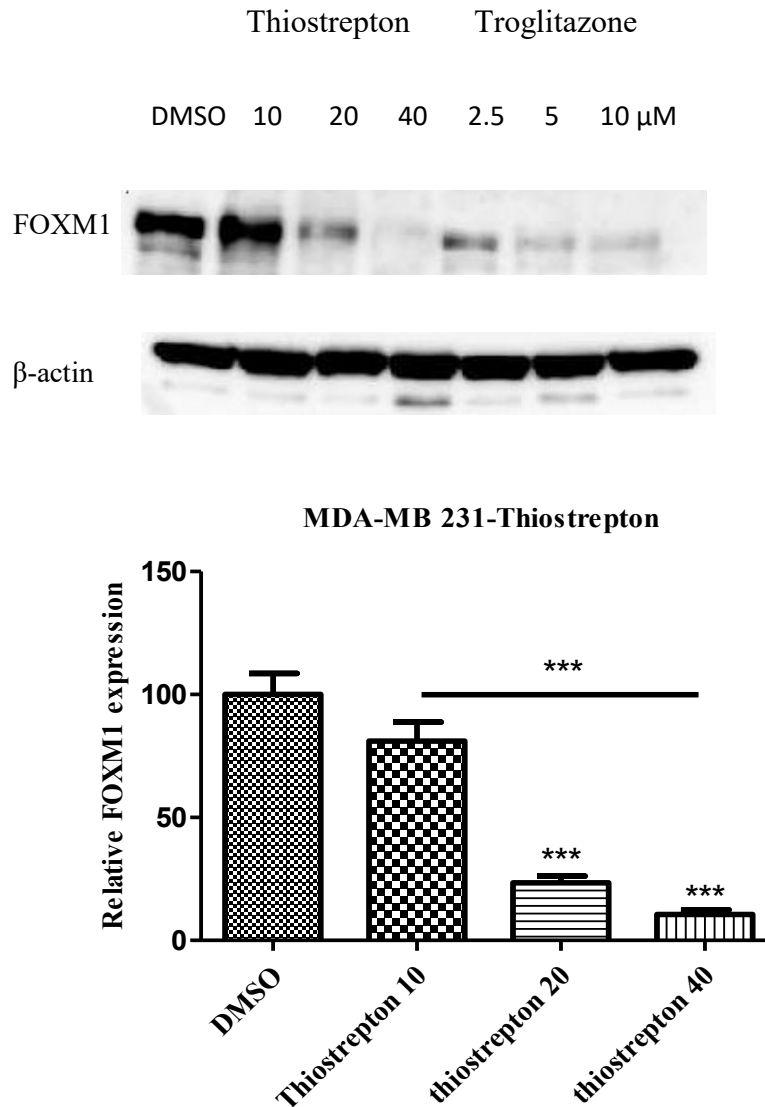 Thiostrepton Troglitazone
DMSO 10 20 40 2.5 5 10 μM
FOXM1
β-actin
MDA-MB 231-Thiostrepton
Relative FOXM1 expression
150
100
50
0
***
***
***
DMSO
Thiostrepton 10
thiostrepton 20
thiostrepton 40